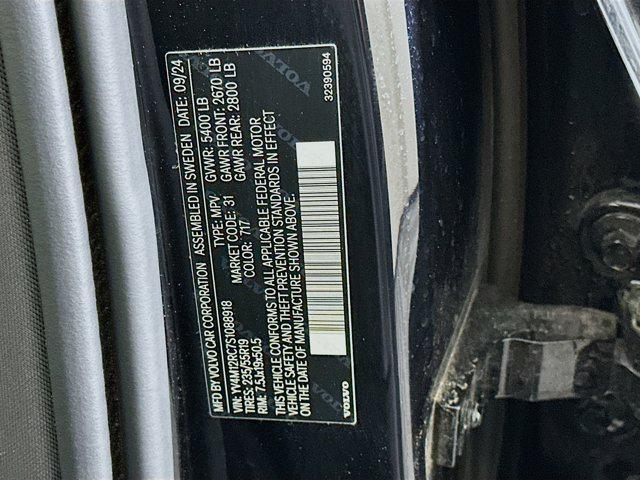 MFD BY VOLVO CAR CORPORATION ASSEMBLED IN SWEDEN DATE: 09/24
VIN: YV4M12RC7S1088918 TYPE: MPV GVWR: 5400 LB
TIRES: 235/55R19 MARKET CODE: 31 GAWR FRONT: 2670 LB
RIM: 7.5Jx19x50.5 COLOR: 717 GAWR REAR: 2800 LB
THIS VEHICLE CONFORMS TO ALL APPLICABLE FEDERAL MOTOR
VEHICLE SAFETY AND THEFT PREVENTION STANDARDS IN EFFECT
ON THE DATE OF MANUFACTURE SHOWN ABOVE.
VOLVO 32390594